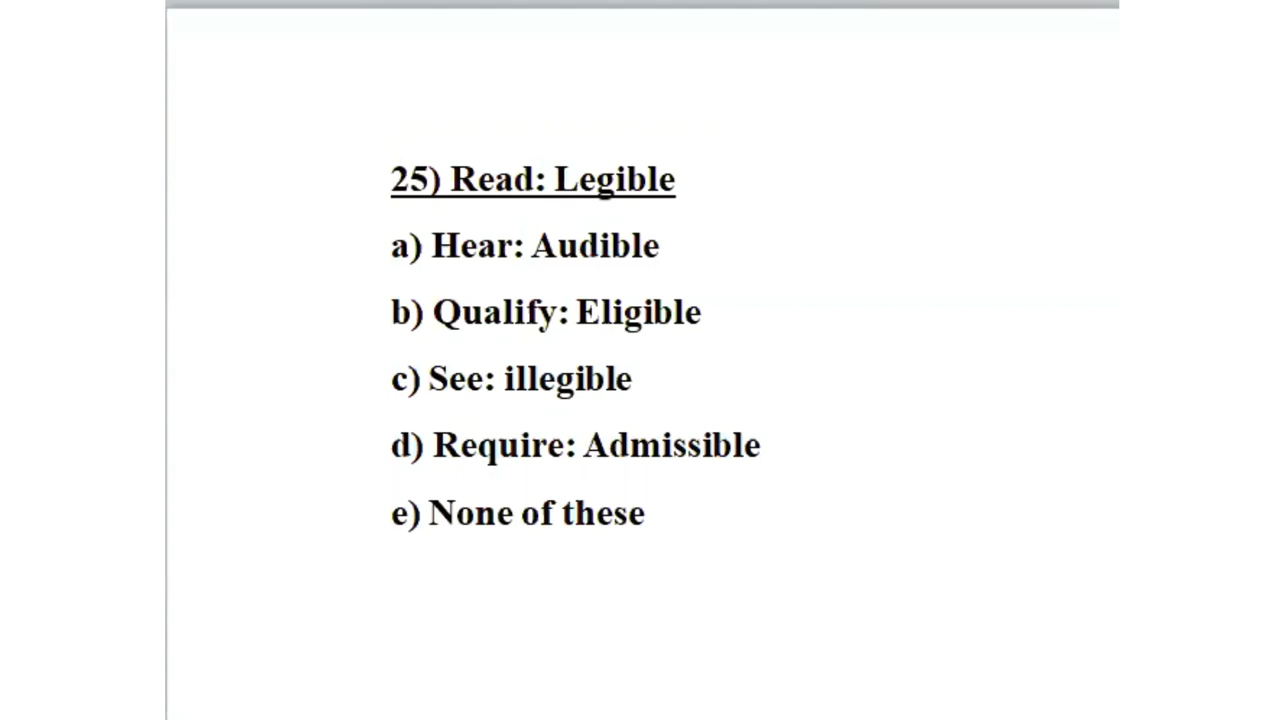 25) Read: Legible
a) Hear: Audible
b) Qualify: Eligible
c) See: illegible
d) Require: Admissible
e) None of these